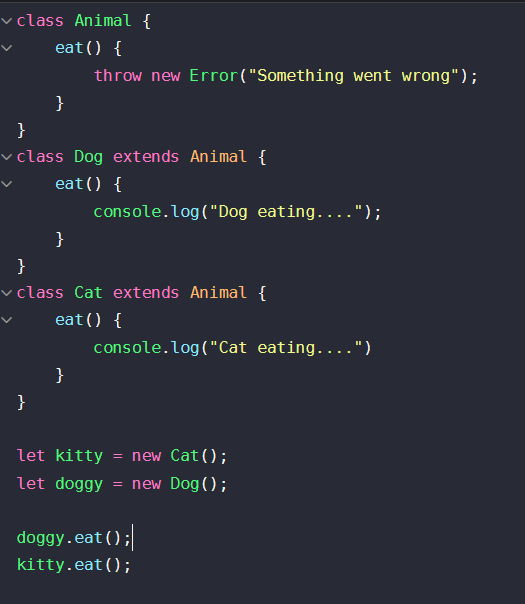 class Animal {
    eat() {
        throw new Error("Something went wrong");
    }
}
class Dog extends Animal {
    eat() {
        console.log("Dog eating....");
    }
}
class Cat extends Animal {
    eat() {
        console.log("Cat eating....")
    }
}

let kitty = new Cat();
let doggy = new Dog();

doggy.eat();
kitty.eat();